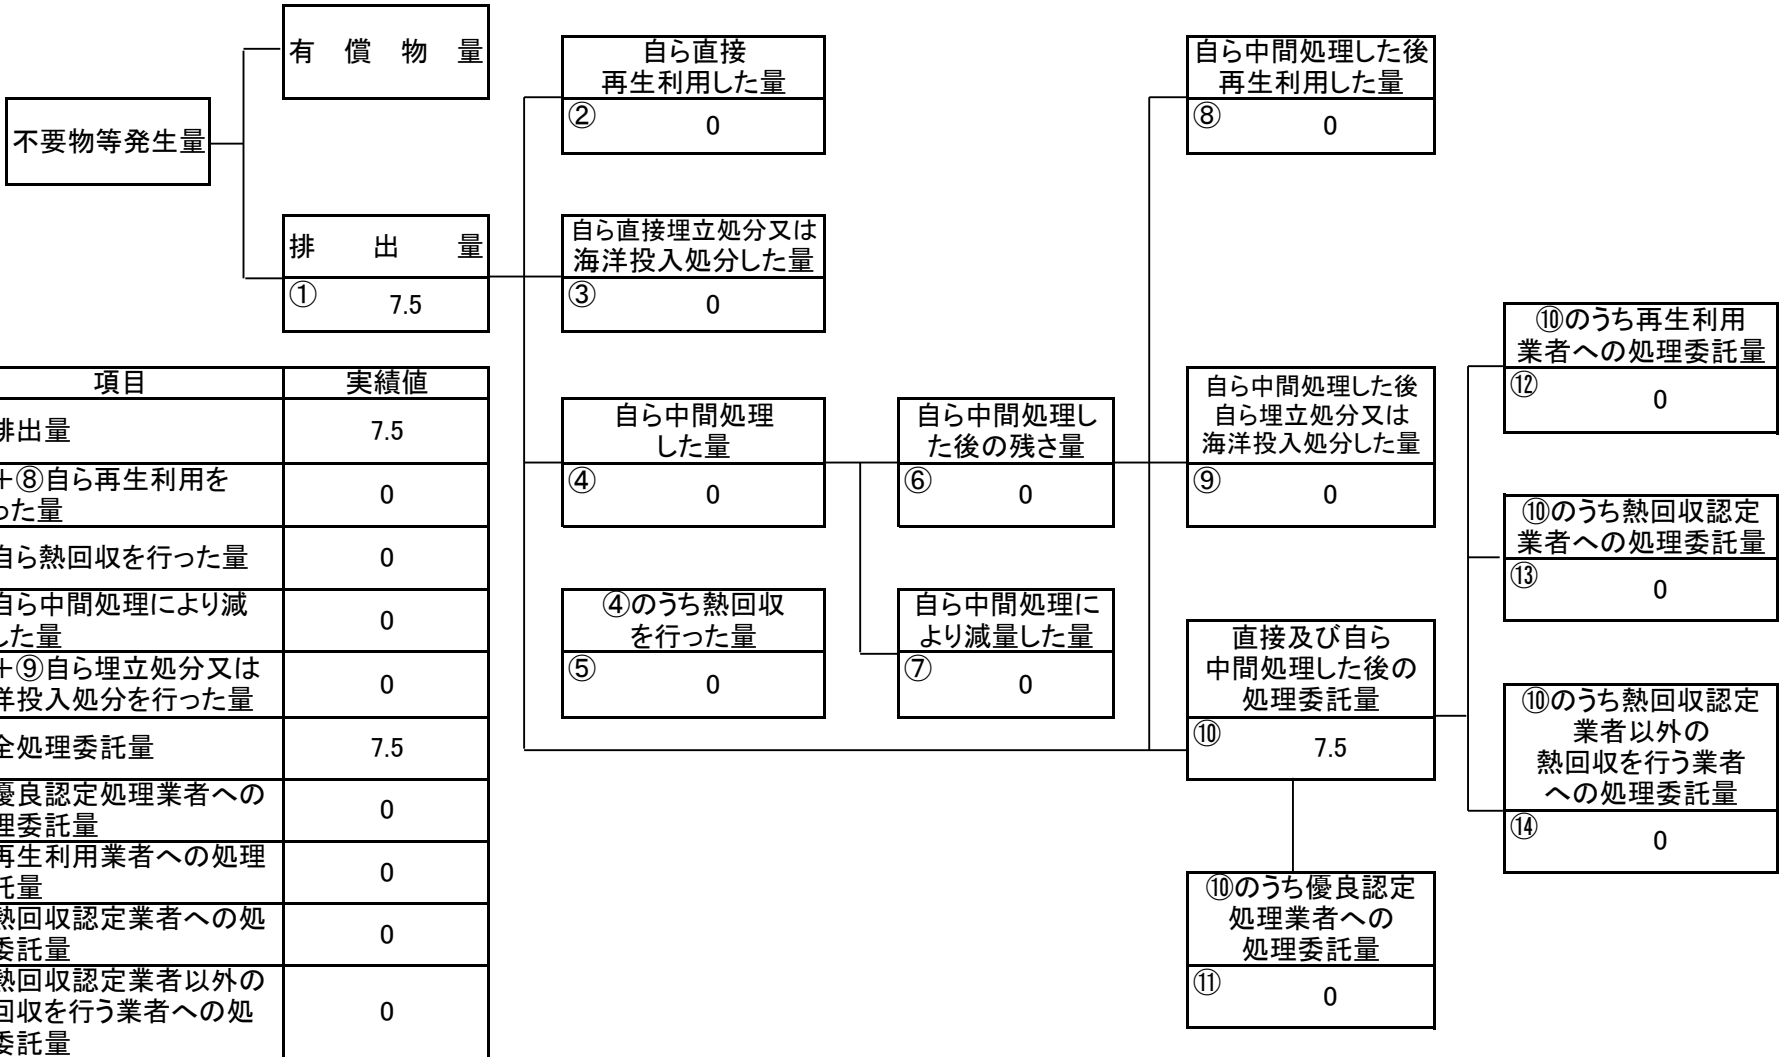 有 償 物 量
不要物等発生量
排 出 量
① 7.5
自ら直接
再生利用した量
② 0
自ら直接埋立処分又は
海洋投入処分した量
③ 0
自ら中間処理
した量
④ 0
④のうち熱回収
を行った量
⑤ 0
自ら中間処理し
た後の残さ量
⑥ 0
自ら中間処理に
より減量した量
⑦ 0
自ら中間処理した後
再生利用した量
⑧ 0
自ら中間処理した後
自ら埋立処分又は
海洋投入処分した量
⑨ 0
直接及び自ら
中間処理した後の
処理委託量
⑩ 7.5
⑩のうち優良認定
処理業者への
処理委託量
⑪ 0
⑩のうち再生利用
業者への処理委託量
⑫ 0
⑩のうち熱回収認定
業者への処理委託量
⑬ 0
⑩のうち熱回収認定
業者以外の
熱回収を行う業者
への処理委託量
⑭ 0
項目 実績値
排出量 7.5
+⑧自ら再生利用を
った量 0
自ら熱回収を行った量 0
自ら中間処理により減
した量 0
+⑨自ら埋立処分又は
洋投入処分を行った量 0
全処理委託量 7.5
優良認定処理業者への
理委託量 0
再生利用業者への処理
託量 0
熱回収認定業者への処
委託量 0
熱回収認定業者以外の
回収を行う業者への処
委託量 0